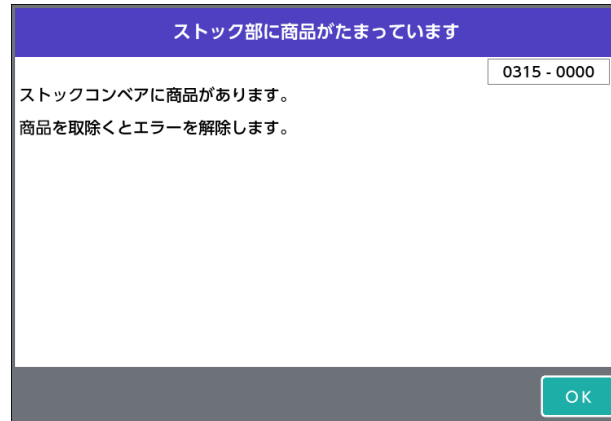 ストック部に商品がたまっています
0315 - 0000
ストックコンベアに商品があります。
商品を取除くとエラーを解除します。
OK